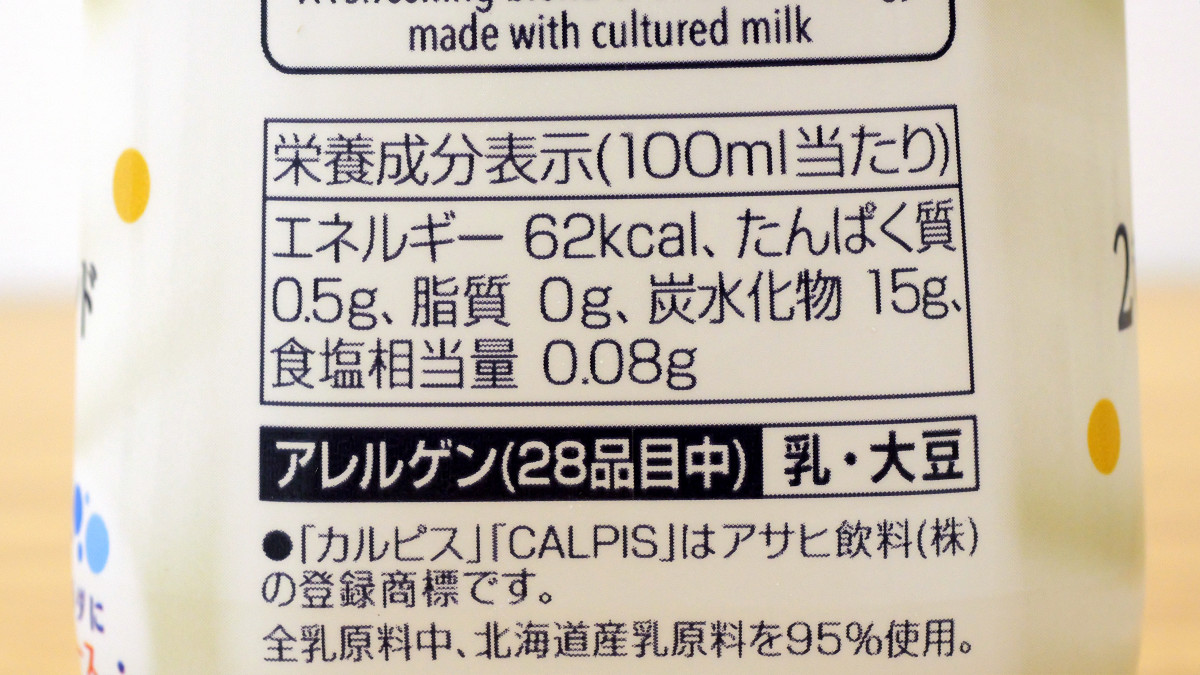 made with cultured milk
栄養成分表示(100ml当たり)
エネルギー 62kcal、たんぱく質
0.5g、脂質 0g、炭水化物 15g、
食塩相当量 0.08g
アレルゲン(28品目中) 乳・大豆
●「カルピス」「CALPIS」はアサヒ飲料(株)
の登録商標です。
全乳原料中、北海道産乳原料を95%使用。
ド
2
に